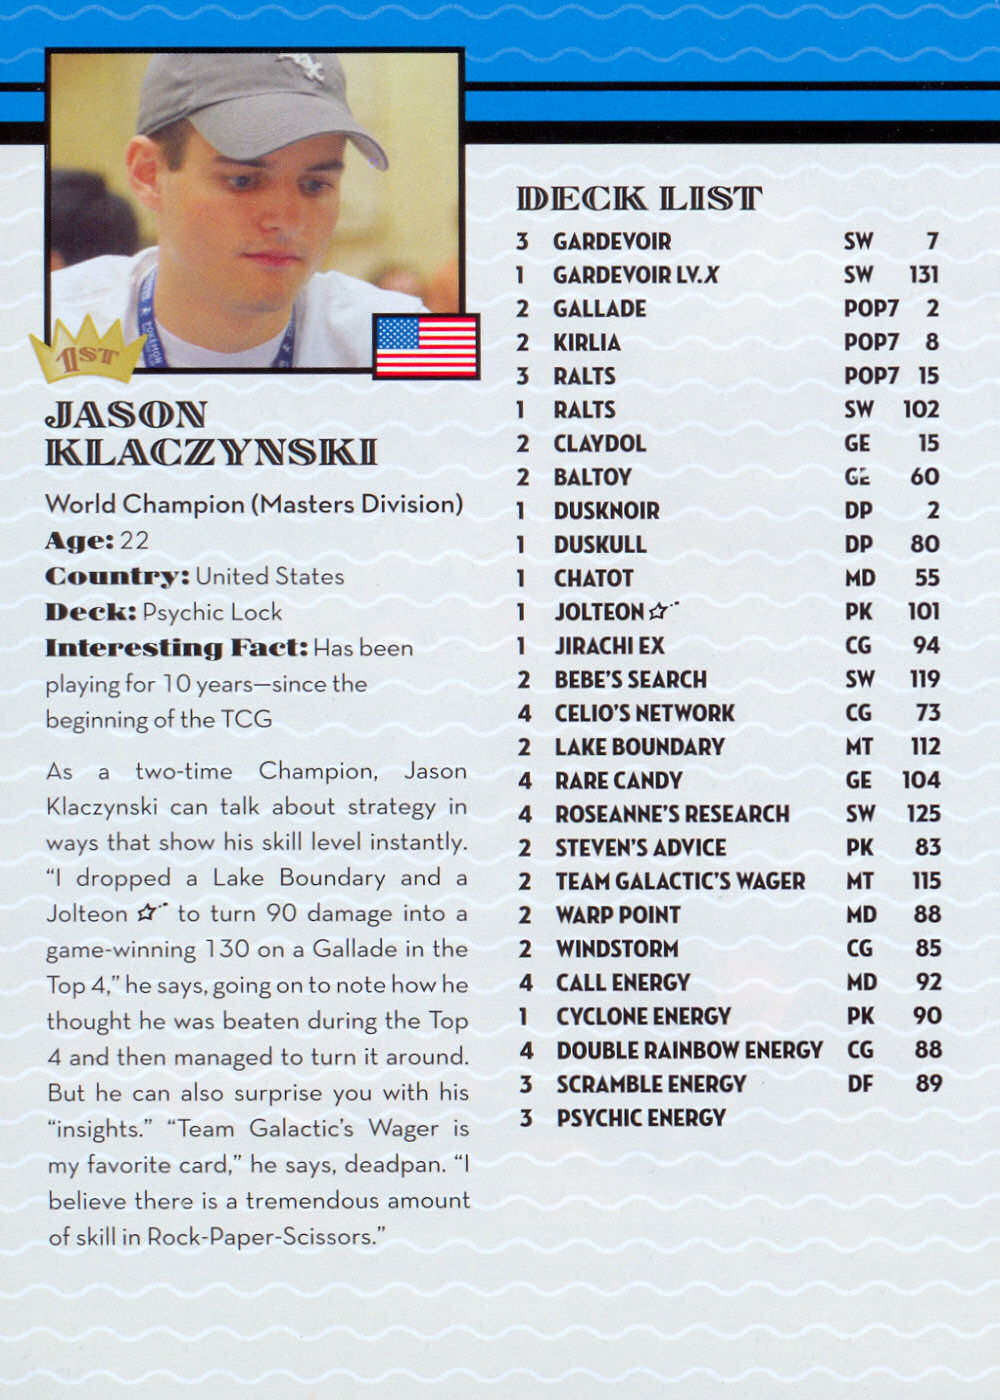 1ST
POKÉMON
JASON
KLACZYNSKI
World Champion (Masters Division)
Age: 22
Country: United States
Deck: Psychic Lock
Interesting Fact: Has been
playing for 10 years—since the
beginning of the TCG
As a two-time Champion, Jason
Klaczynski can talk about strategy in
ways that show his skill level instantly.
“I dropped a Lake Boundary and a
Jolteon ☆ to turn 90 damage into a
game-winning 130 on a Gallade in the
Top 4,” he says, going on to note how he
thought he was beaten during the Top
4 and then managed to turn it around.
But he can also surprise you with his
“insights.” “Team Galactic’s Wager is
my favorite card,” he says, deadpan. “I
believe there is a tremendous amount
of skill in Rock-Paper-Scissors.”
DECK LIST
3 GARDEVOIR SW 7
1 GARDEVOIR LV.X SW 131
2 GALLADE POP7 2
2 KIRLIA POP7 8
3 RALTS POP7 15
1 RALTS SW 102
2 CLAYDOL GE 15
2 BALTOY GE 60
1 DUSKNOIR DP 2
1 DUSKULL DP 80
1 CHATOT MD 55
1 JOLTEON ☆ PK 101
1 JIRACHI EX CG 94
2 BEBE’S SEARCH SW 119
4 CELIO’S NETWORK CG 73
2 LAKE BOUNDARY MT 112
4 RARE CANDY GE 104
4 ROSEANNE’S RESEARCH SW 125
2 STEVEN’S ADVICE PK 83
2 TEAM GALACTIC’S WAGER MT 115
2 WARP POINT MD 88
2 WINDSTORM CG 85
4 CALL ENERGY MD 92
1 CYCLONE ENERGY PK 90
4 DOUBLE RAINBOW ENERGY CG 88
3 SCRAMBLE ENERGY DF 89
3 PSYCHIC ENERGY